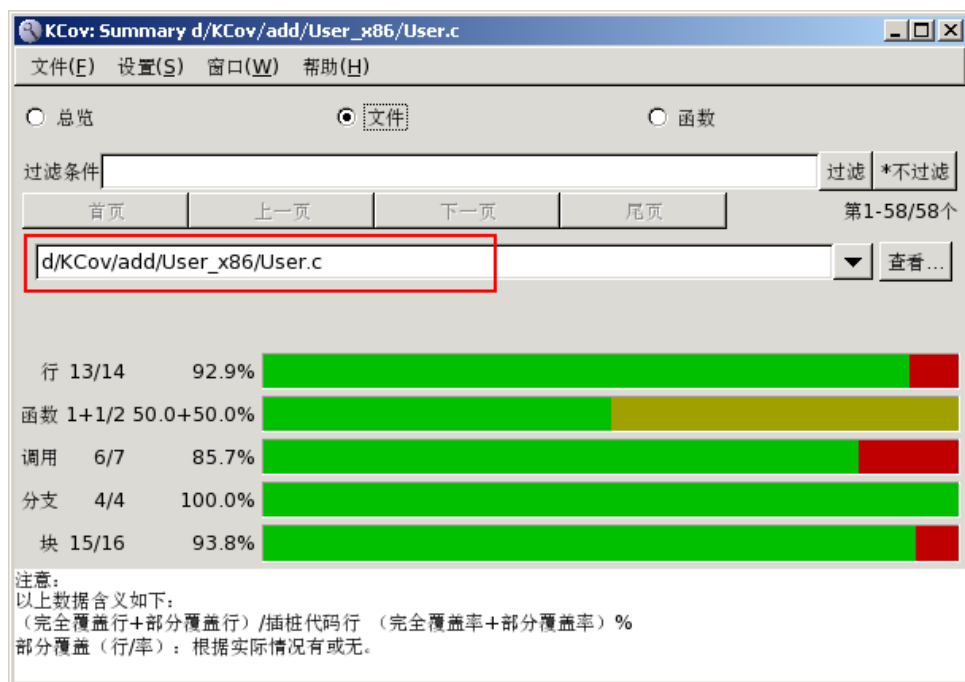 KCov: Summary d/KCov/add/User_x86/User.c
文件(F) 设置(S) 窗口(W) 帮助(H)
总览 文件 函数
过滤条件 过滤 *不过滤
首页 上一页 下一页 尾页 第1-58/58个
d/KCov/add/User_x86/User.c 查看...
行 13/14 92.9%
函数 1+1/2 50.0+50.0%
调用 6/7 85.7%
分支 4/4 100.0%
块 15/16 93.8%
注意:
以上数据含义如下:
（完全覆盖行+部分覆盖行）/插桩代码行 （完全覆盖率+部分覆盖率）%
部分覆盖（行/率）: 根据实际情况有或无。